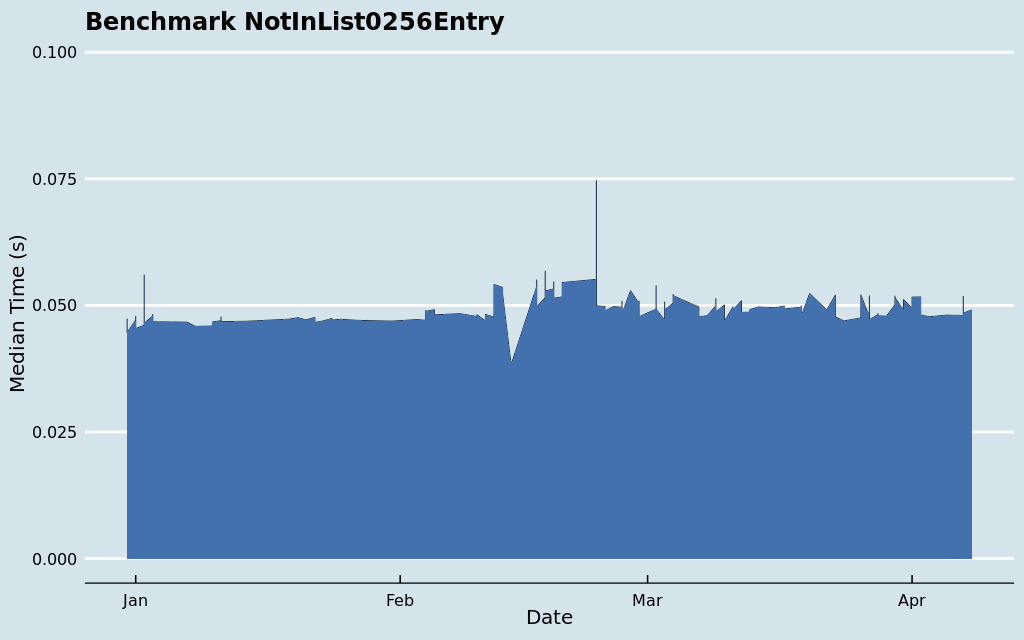 Benchmark NotInList0256Entry
0.100
0.075
0.050
0.025
0.000
Median Time (s)
Jan Feb Mar Apr
Date